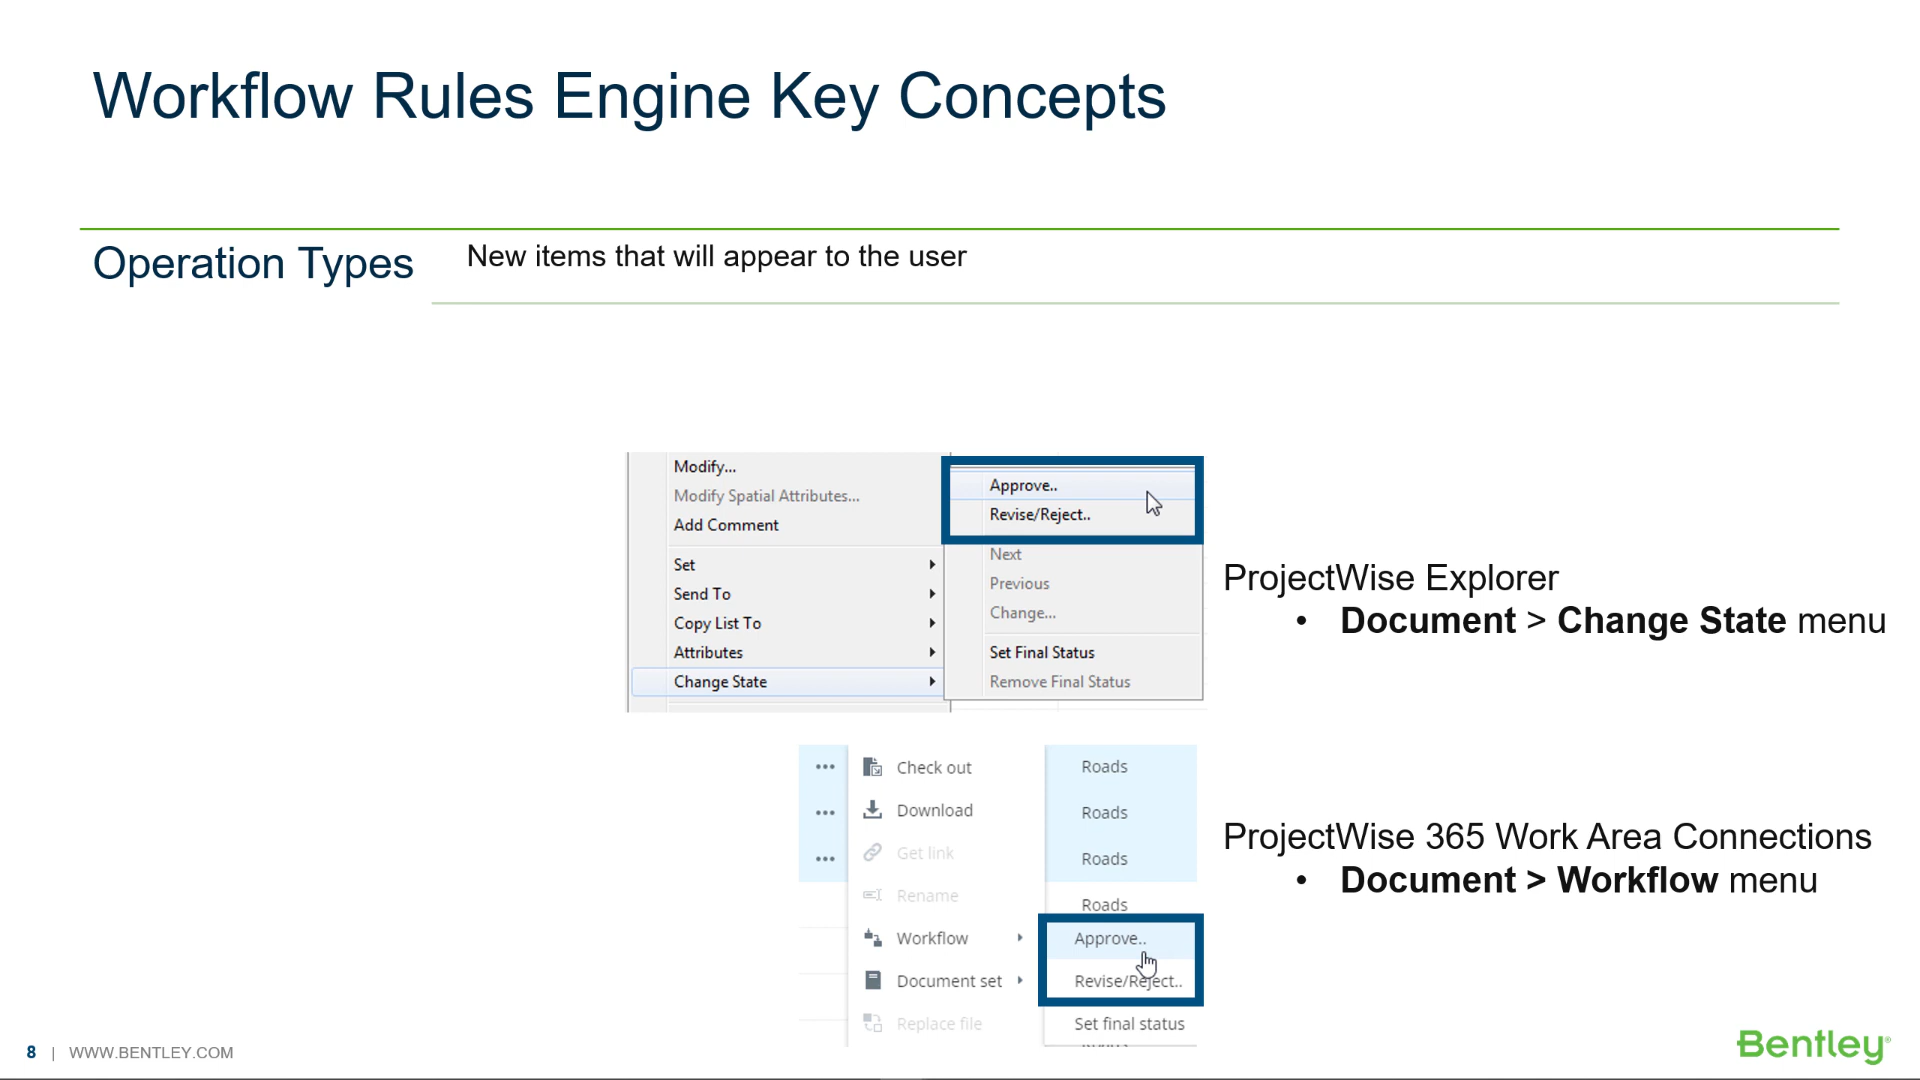 Workflow Rules Engine Key Concepts
Operation Types
New items that will appear to the user
Modify...
Modify Spatial Attributes...
Add Comment
Set
Send To
Copy List To
Attributes
Change State
Approve..
Revise/Reject..
Next
Previous
Change...
Set Final Status
Remove Final Status
ProjectWise Explorer
• Document > Change State menu
Check out
Download
Get link
Rename
Workflow
Document set
Replace file
Roads
Roads
Roads
Roads
Approve..
Revise/Reject..
Set final status
ProjectWise 365 Work Area Connections
• Document > Workflow menu
8 | WWW.BENTLEY.COM
Bentley®